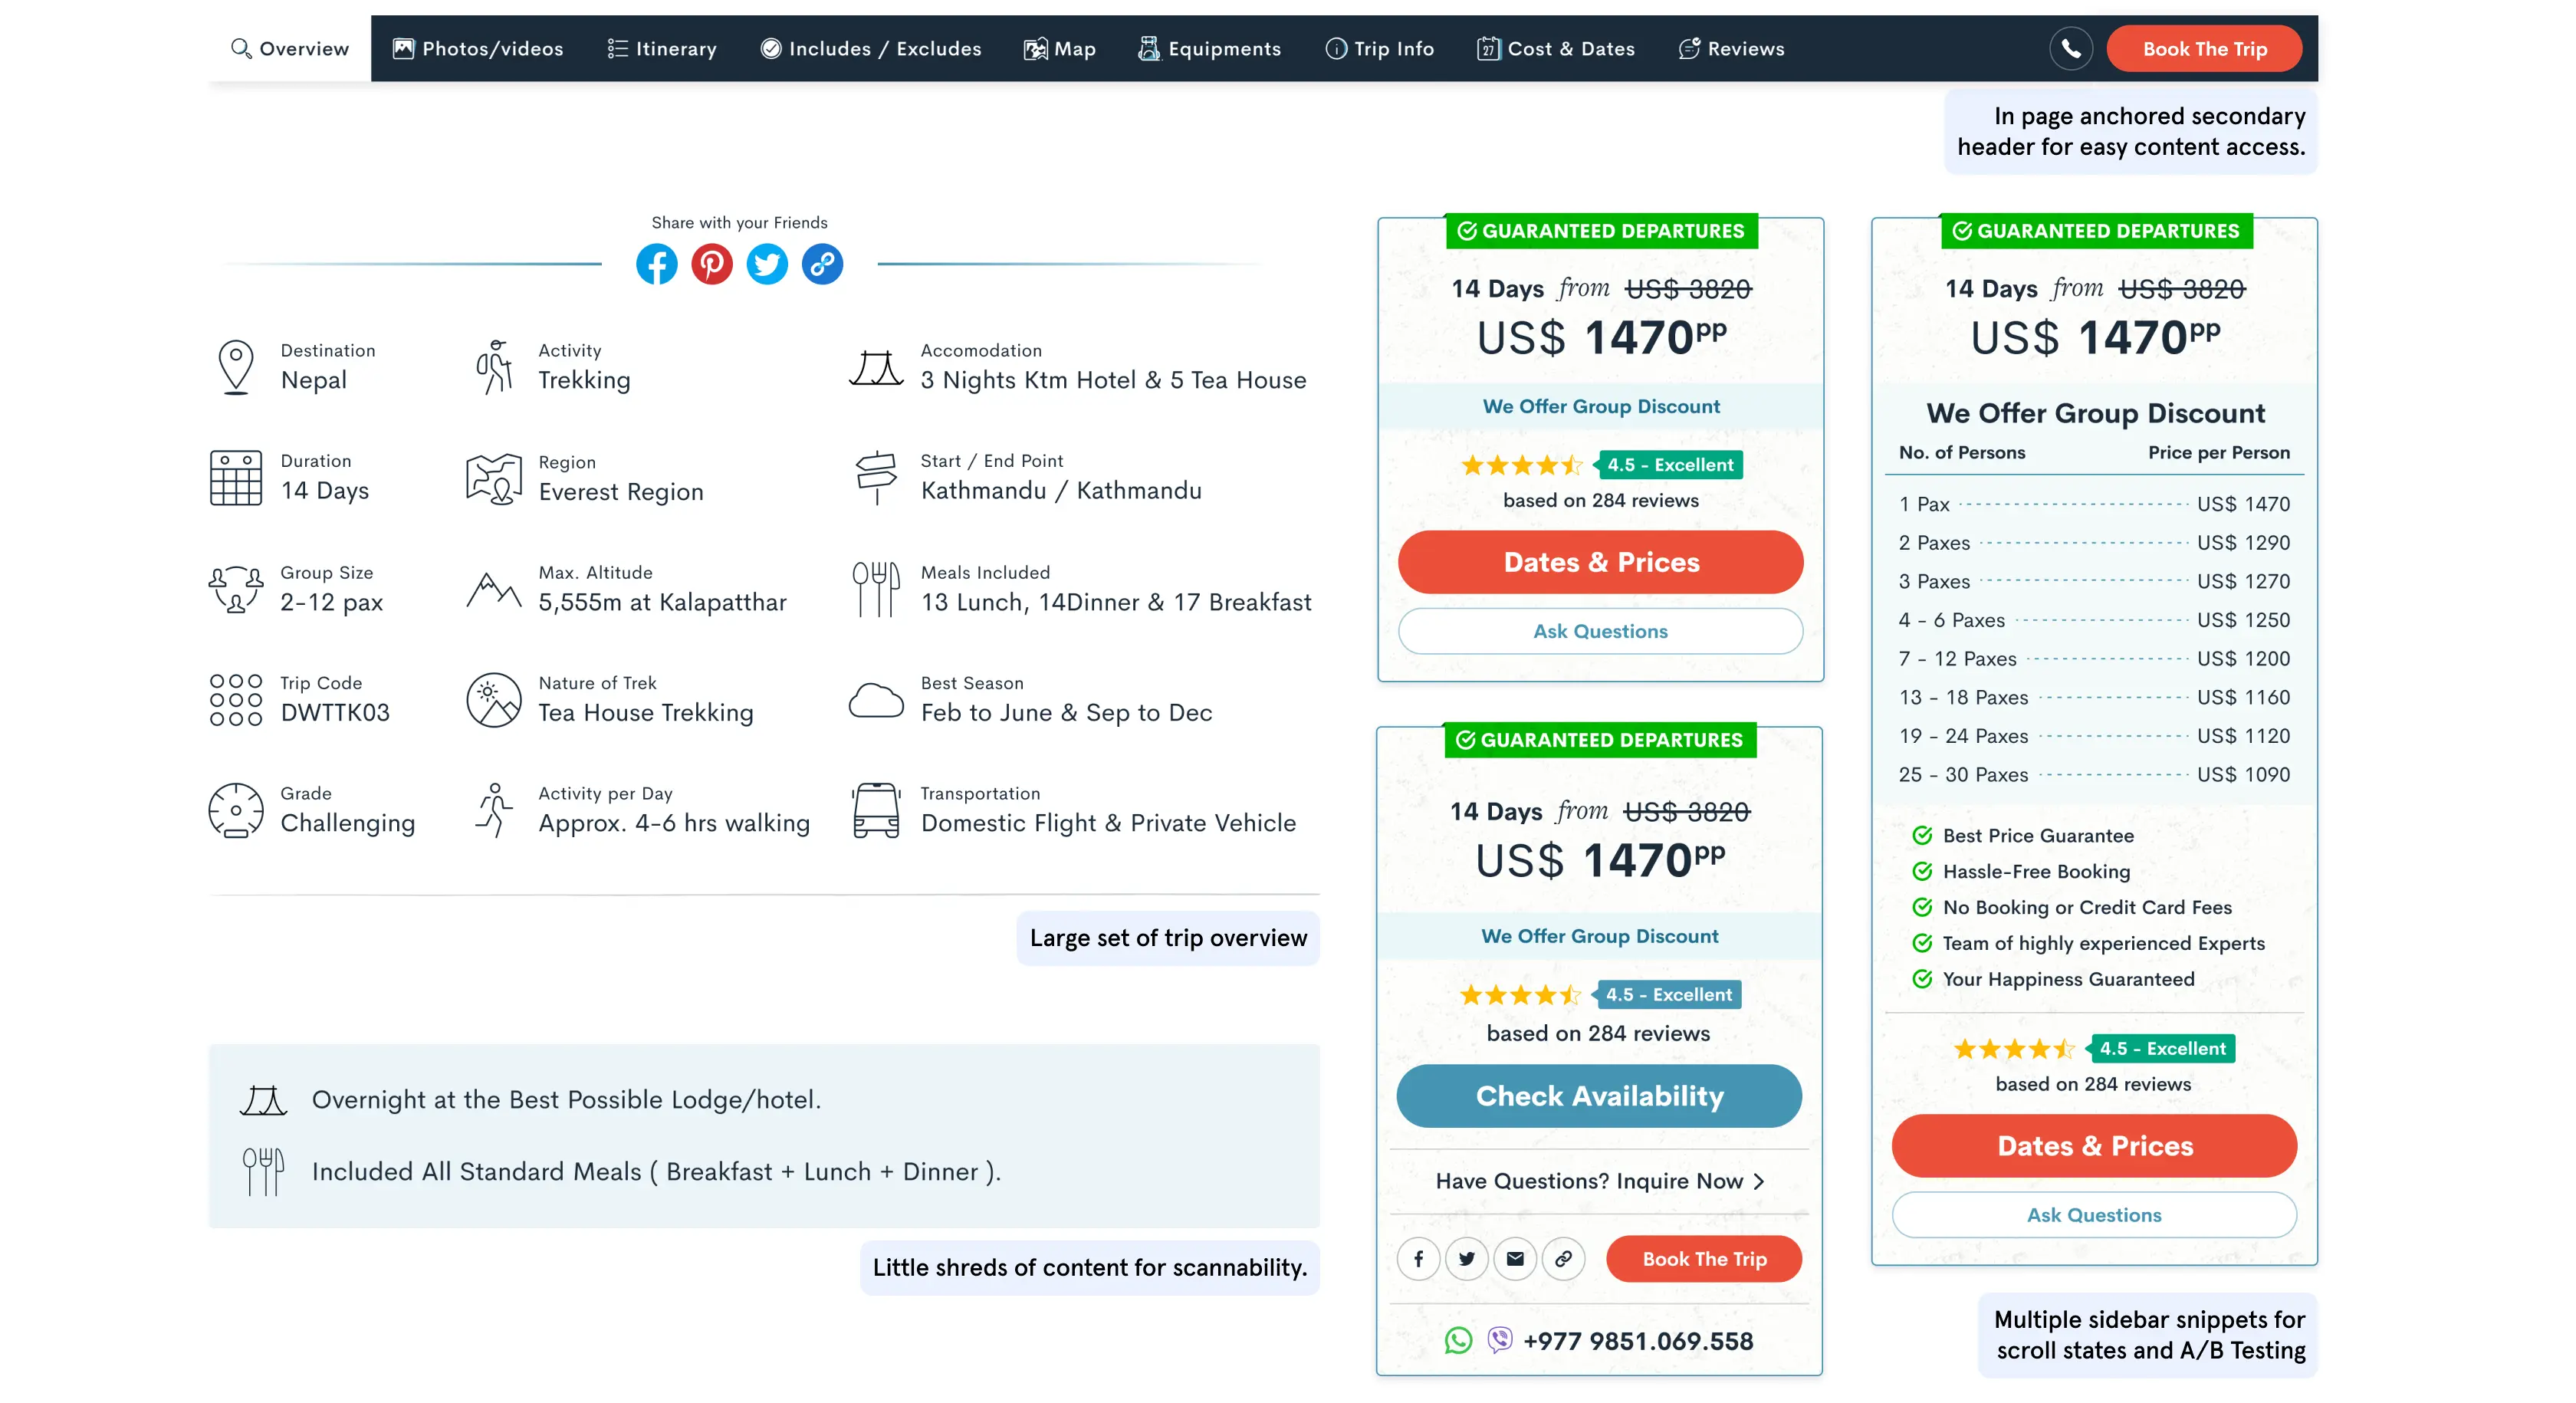 Overview
Photos/videos
Itinerary
Includes / Excludes
Map
Equipments
27
Trip Info
Cost & Dates
Reviews
Book The Trip
In page anchored secondary
header for easy content access.
Share with your Friends
Destination
Nepal
Activity
Trekking
Accomodation
3 Nights Ktm Hotel & 5 Tea House
Duration
14 Days
Region
Everest Region
Start / End Point
Kathmandu / Kathmandu
Group Size
2-12 pax
Max. Altitude
5,555m at Kalapatthar
Meals Included
13 Lunch, 14Dinner & 17 Breakfast
Trip Code
DWTTK03
Nature of Trek
Tea House Trekking
Best Season
Feb to June & Sep to Dec
Grade
Challenging
Activity per Day
Approx. 4-6 hrs walking
Transportation
Domestic Flight & Private Vehicle
Large set of trip overview
Overnight at the Best Possible Lodge/hotel.
Included All Standard Meals ( Breakfast + Lunch + Dinner ).
Little shreds of content for scannability.
GUARANTEED DEPARTURES
14 Days from US$ 3820
US$ 1470pp
We Offer Group Discount
4.5 - Excellent
based on 284 reviews
Dates & Prices
Ask Questions
GUARANTEED DEPARTURES
14 Days from US$ 3820
US$ 1470pp
We Offer Group Discount
4.5 - Excellent
based on 284 reviews
Check Availability
Have Questions? Inquire Now >
Book The Trip
+977 9851.069.558
GUARANTEED DEPARTURES
14 Days from US$ 3820
US$ 1470pp
We Offer Group Discount
No. of Persons Price per Person
1 Pax US$ 1470
2 Paxes US$ 1290
3 Paxes US$ 1270
4 - 6 Paxes US$ 1250
7 - 12 Paxes US$ 1200
13 - 18 Paxes US$ 1160
19 - 24 Paxes US$ 1120
25 - 30 Paxes US$ 1090
Best Price Guarantee
Hassle-Free Booking
No Booking or Credit Card Fees
Team of highly experienced Experts
Your Happiness Guaranteed
4.5 - Excellent
based on 284 reviews
Dates & Prices
Ask Questions
Multiple sidebar snippets for
scroll states and A/B Testing